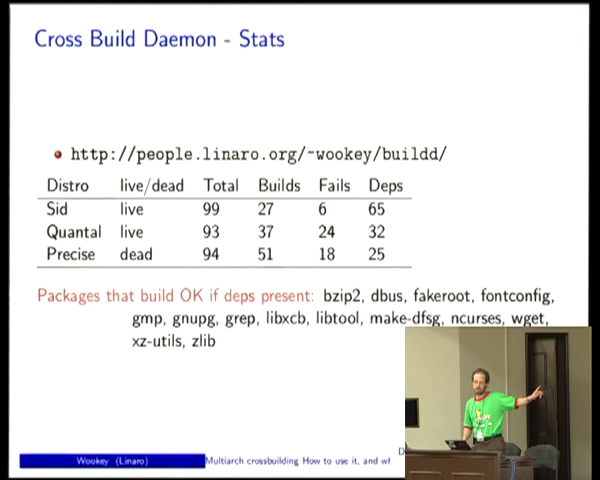 Cross Build Daemon - Stats
http://people.linaro.org/~wookey/buildd/
Distro live/dead Total Builds Fails Deps
Sid live 99 27 6 65
Quantal live 93 37 24 32
Precise dead 94 51 18 25
Packages that build OK if deps present: bzip2, dbus, fakeroot, fontconfig,
gmp, gnupg, grep, libxcb, libtool, make-dfsg, ncurses, wget,
xz-utils, zlib
Wookey (Linaro) Multiarch crossbuilding How to use it, and wh